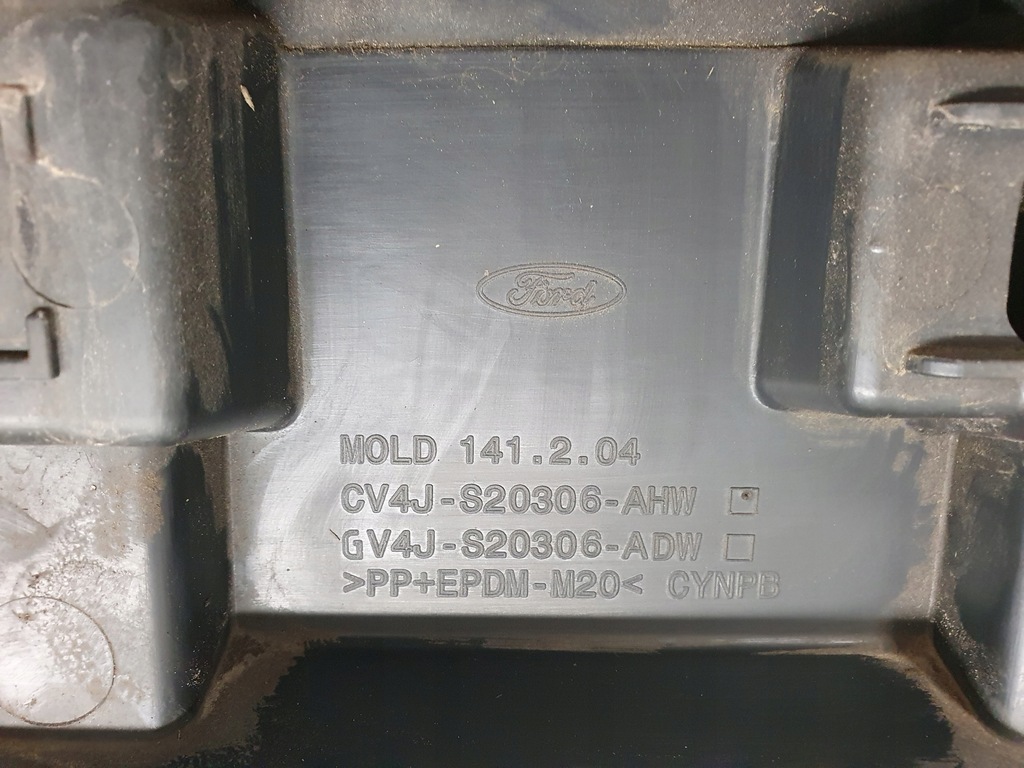 Ford
MOLD 141.2.04
CV4J-S20306-AHW
GV4J-S20306-ADW
>PP+EPDM-M20< CYNPB